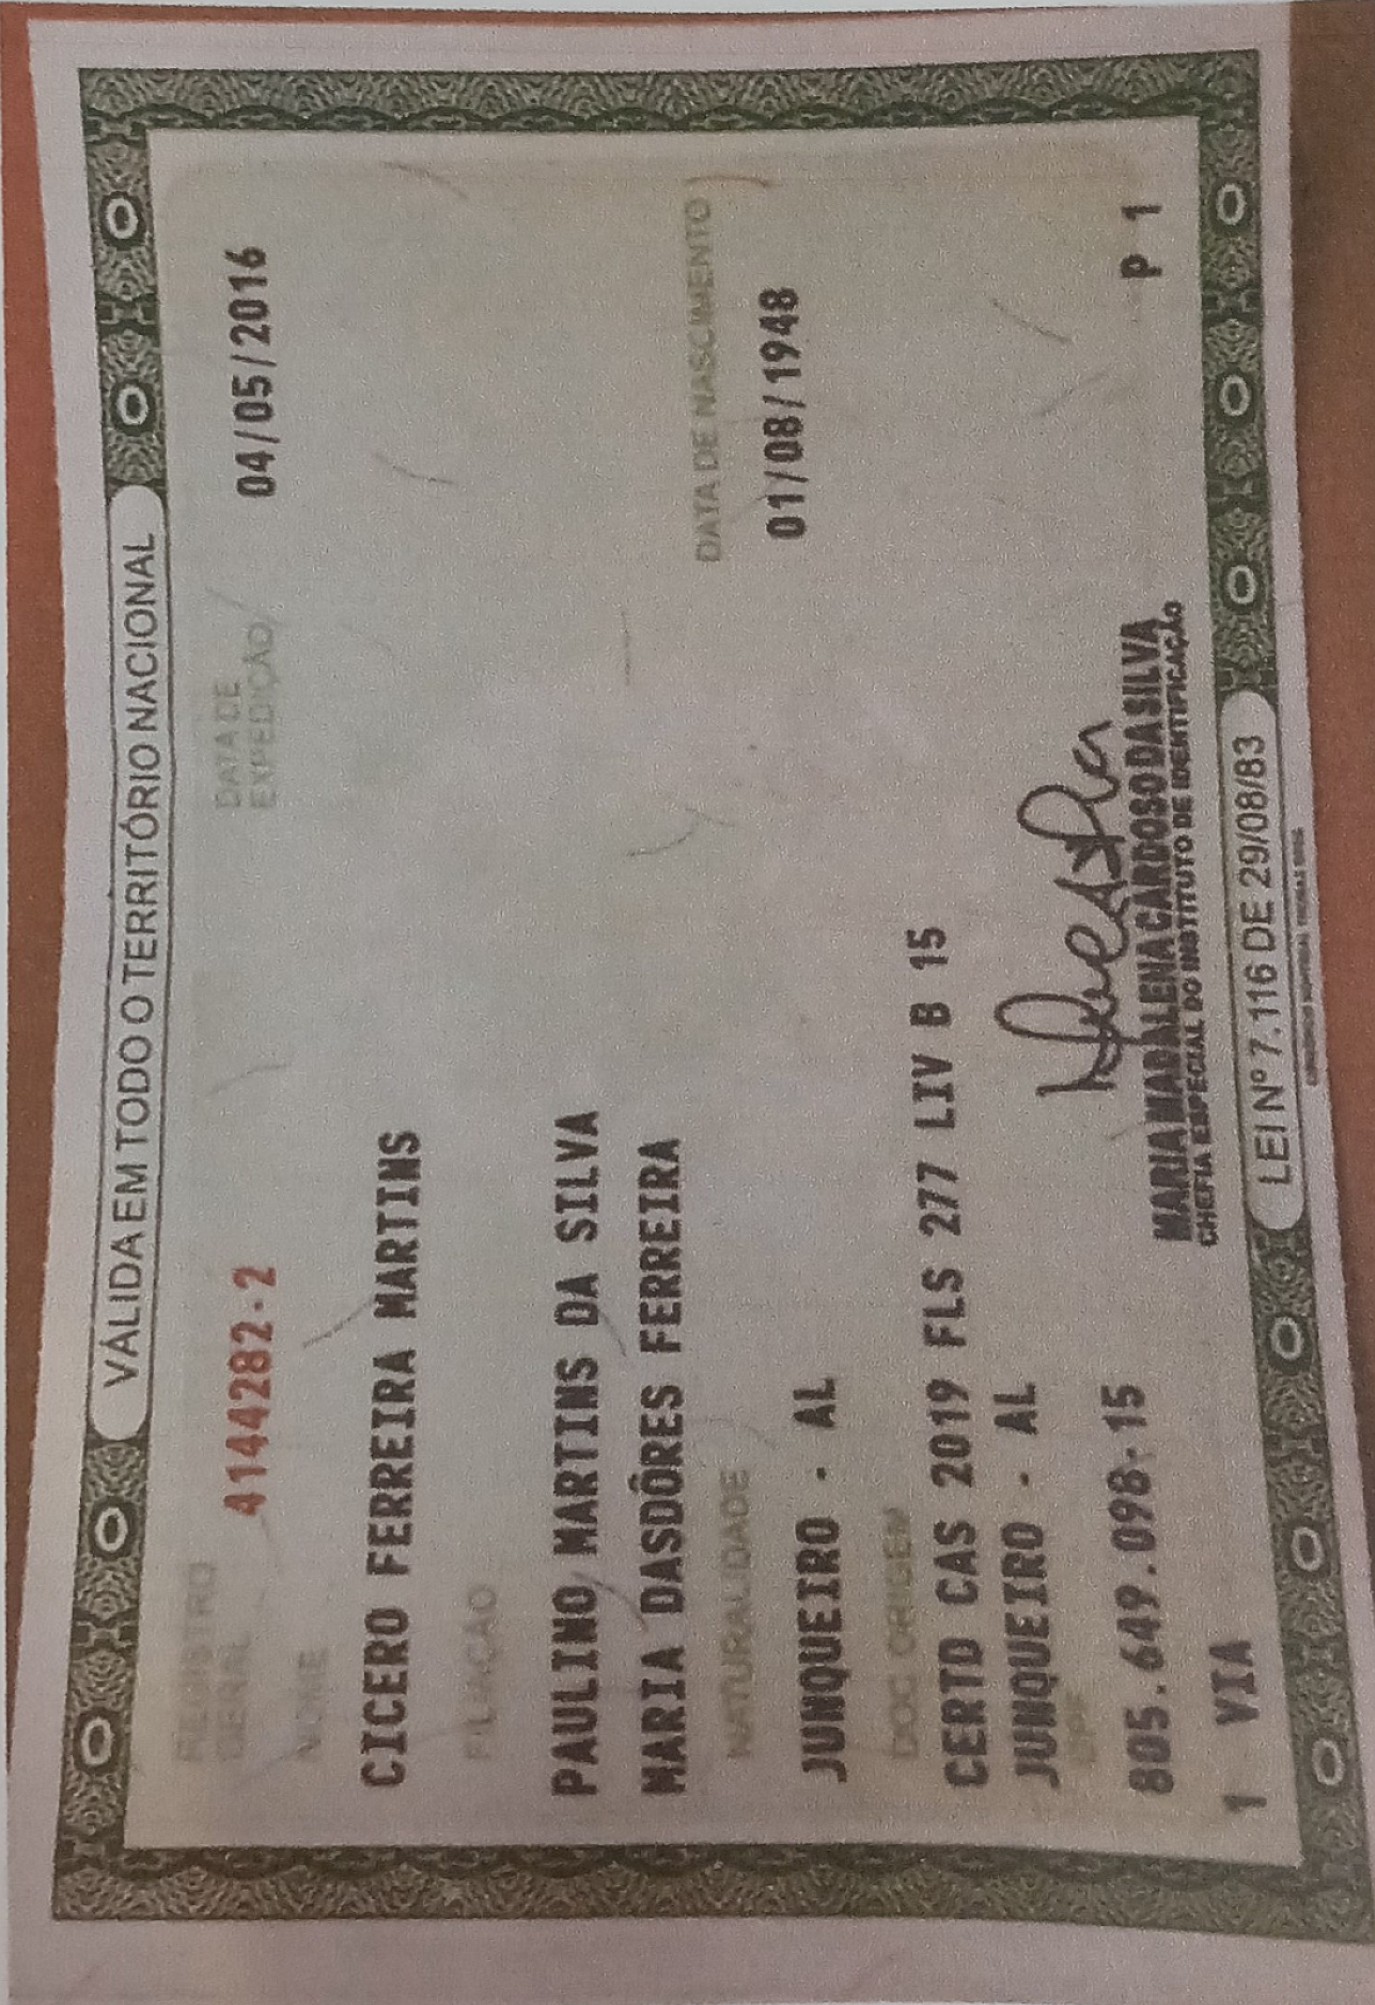 VÁLIDA EM TODO O TERRITÓRIO NACIONAL
REGISTRO GERAL 4144282-2 DATA DE EXPEDIÇÃO 04/05/2016
NOME
CICERO FERREIRA MARTINS
FILIAÇÃO
PAULINO MARTINS DA SILVA
MARIA DASDÔRES FERREIRA
NATURALIDADE DATA DE NASCIMENTO
JUNQUEIRO - AL 01/08/1948
DOC ORIGEM
CERTD CAS 2019 FLS 277 LIV B 15
JUNQUEIRO - AL
CPF
805.649.098-15
MARIA MADALENA CARDOSO DA SILVA
CHEFIA ESPECIAL DO INSTITUTO DE IDENTIFICAÇÃO
1 VIA P 1
LEI Nº 7.116 DE 29/08/83